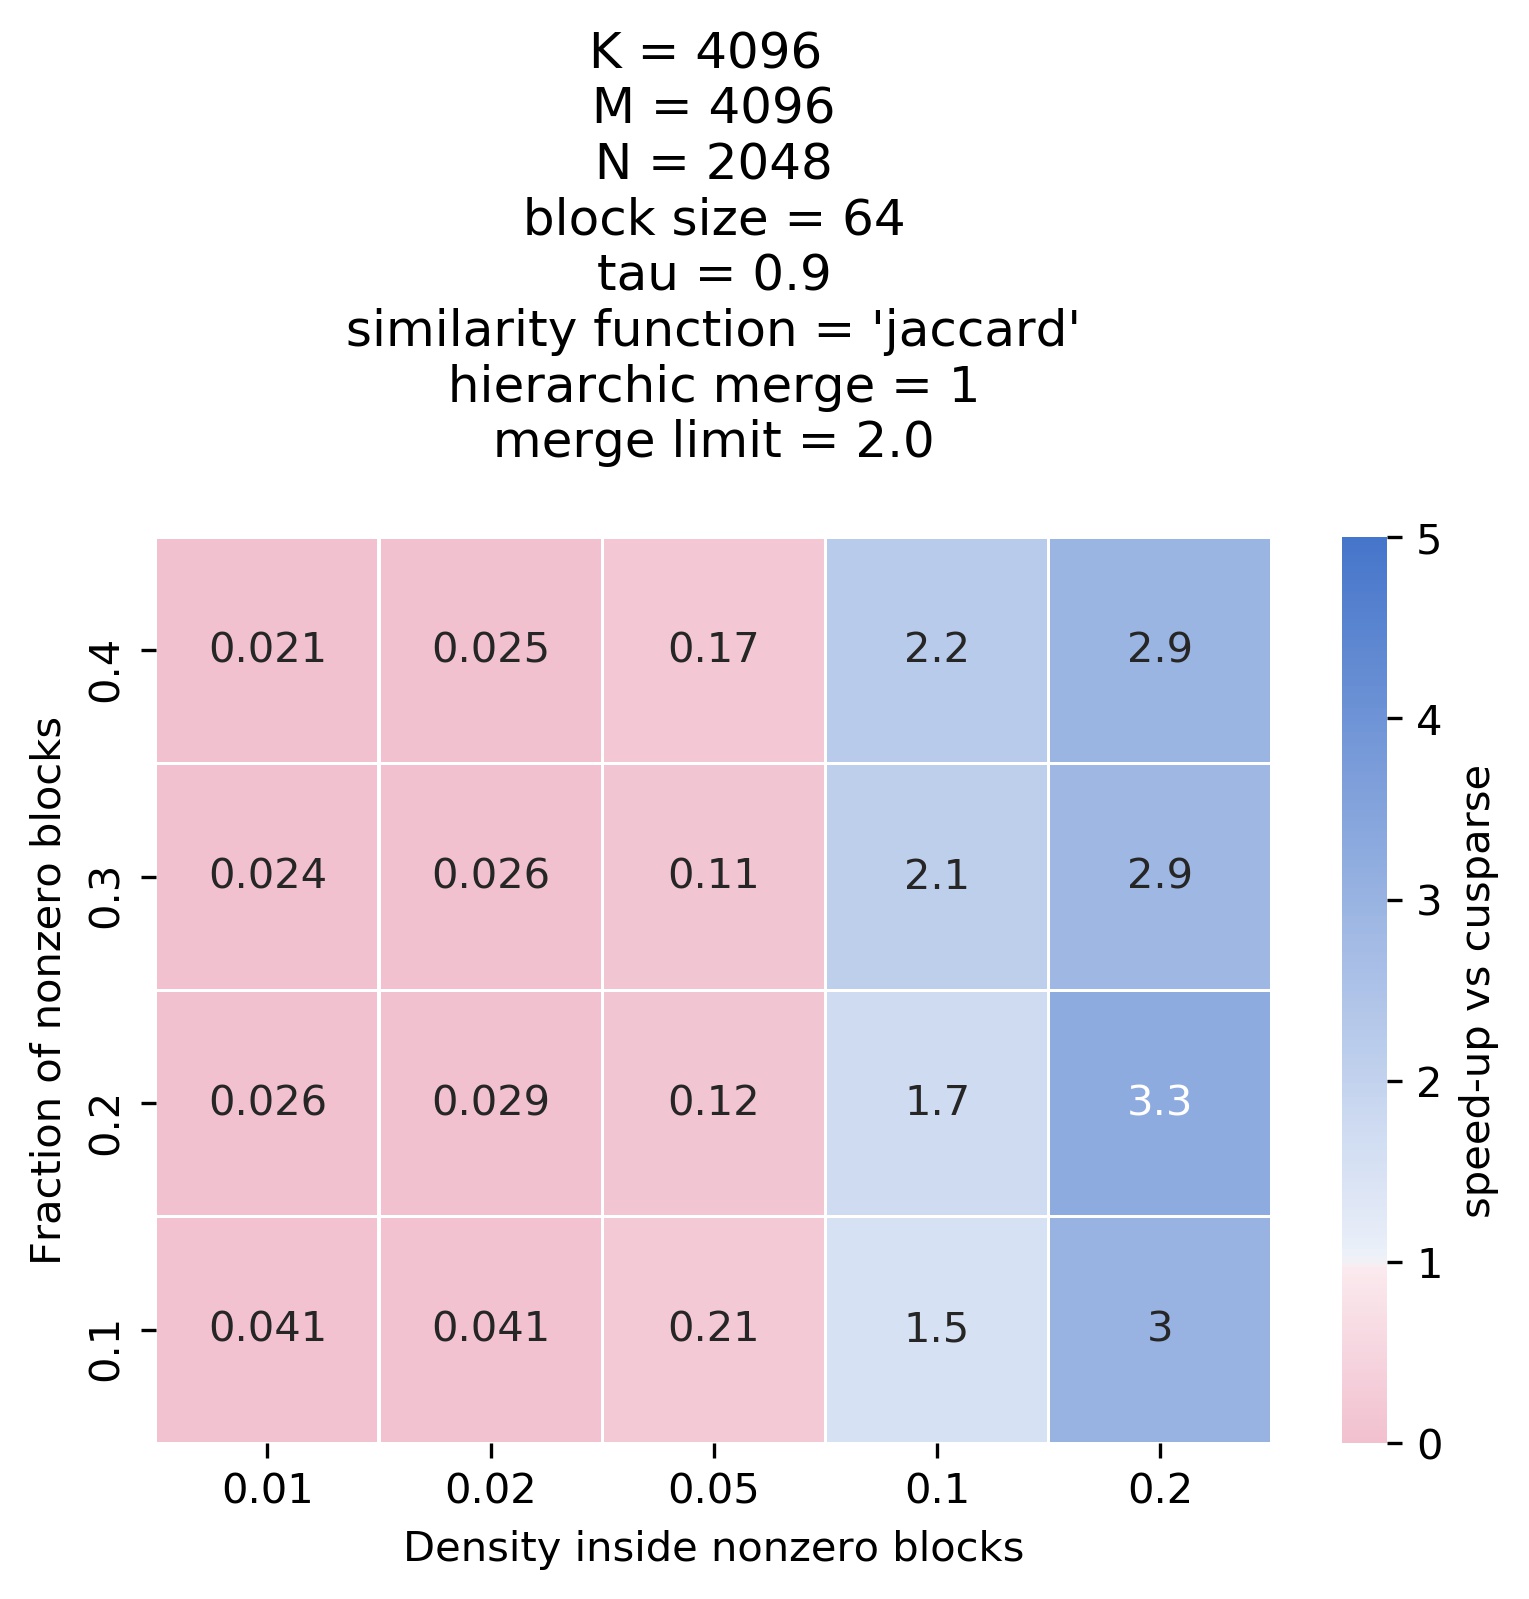 K = 4096
M = 4096
N = 2048
block size = 64
tau = 0.9
similarity function = 'jaccard'
hierarchic merge = 1
merge limit = 2.0
Fraction of nonzero blocks
0.4
0.3
0.2
0.1
0.021 0.025 0.17 2.2 2.9
0.024 0.026 0.11 2.1 2.9
0.026 0.029 0.12 1.7 3.3
0.041 0.041 0.21 1.5 3
0.01 0.02 0.05 0.1 0.2
Density inside nonzero blocks
5
4
3
2
1
0
speed-up vs cusparse